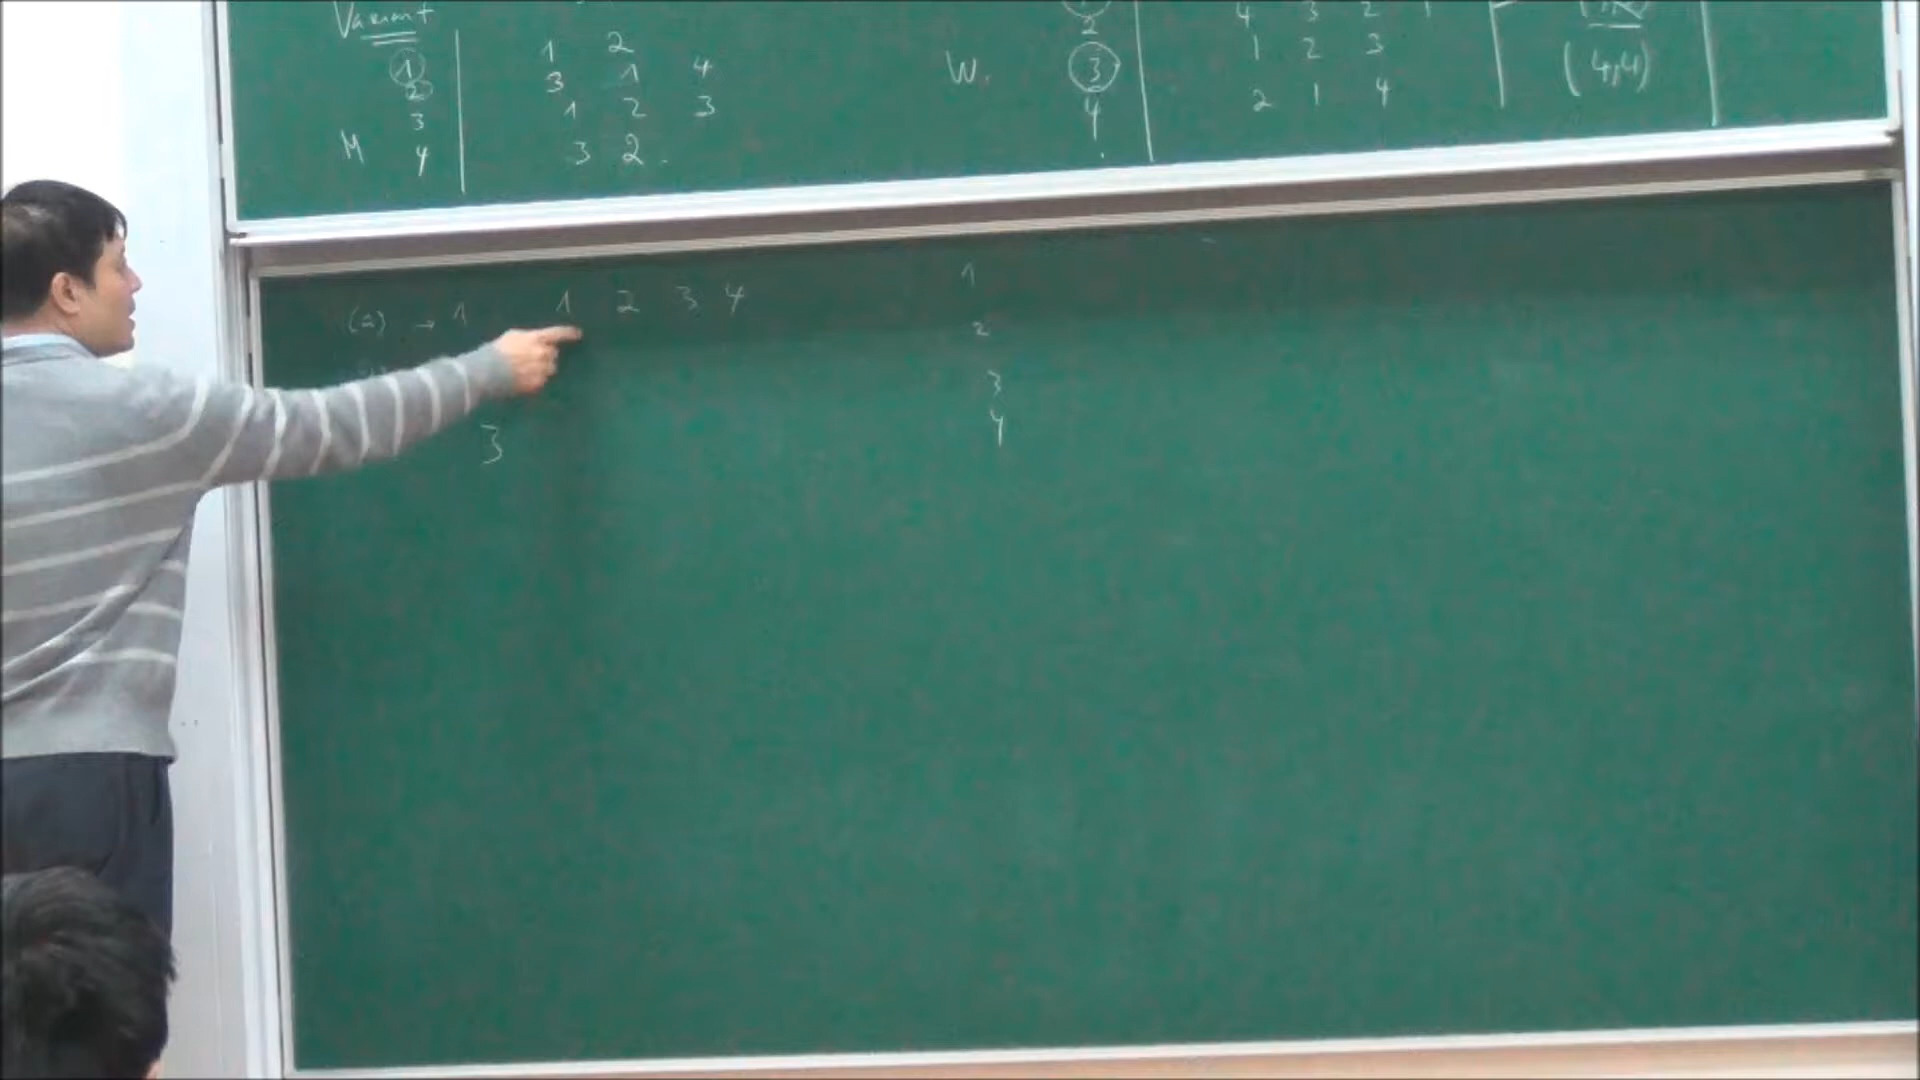 Variant
1 | 1 2
2 | 3 1 4
3 | 1 2 3
M 4 | 3 2 .
2 | 4 3 2 1
W. 3 | 1 2 3 (4,4)
4 | 2 1 4
(2) → 1 1 2 3 4
3
1
2
3
4